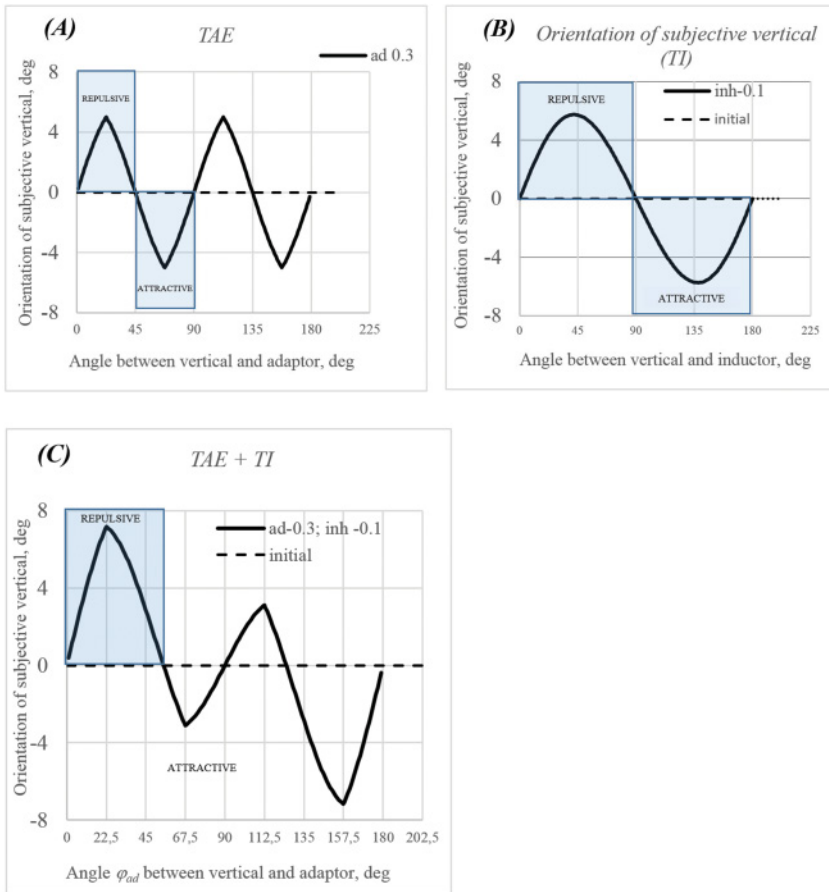 (A)
TAE
ad 0.3
Orientation of subjective vertical, deg
8
4
0
-4
-8
REPULSIVE
ATTRACTIVE
0 45 90 135 180 225
Angle between vertical and adaptor, deg
(B)
Orientation of subjective vertical
(TI)
Orientation of subjective vertical, deg
8
4
0
-4
-8
REPULSIVE
inh-0.1
initial
ATTRACTIVE
0 45 90 135 180 225
Angle between vertical and inductor, deg
(C)
TAE + TI
Orientation of subjective vertical, deg
8
4
0
-4
-8
REPULSIVE
ad-0.3; inh -0.1
initial
ATTRACTIVE
0 22,5 45 67,5 90 112,5 135 157,5 180 202,5
Angle φad between vertical and adaptor, deg